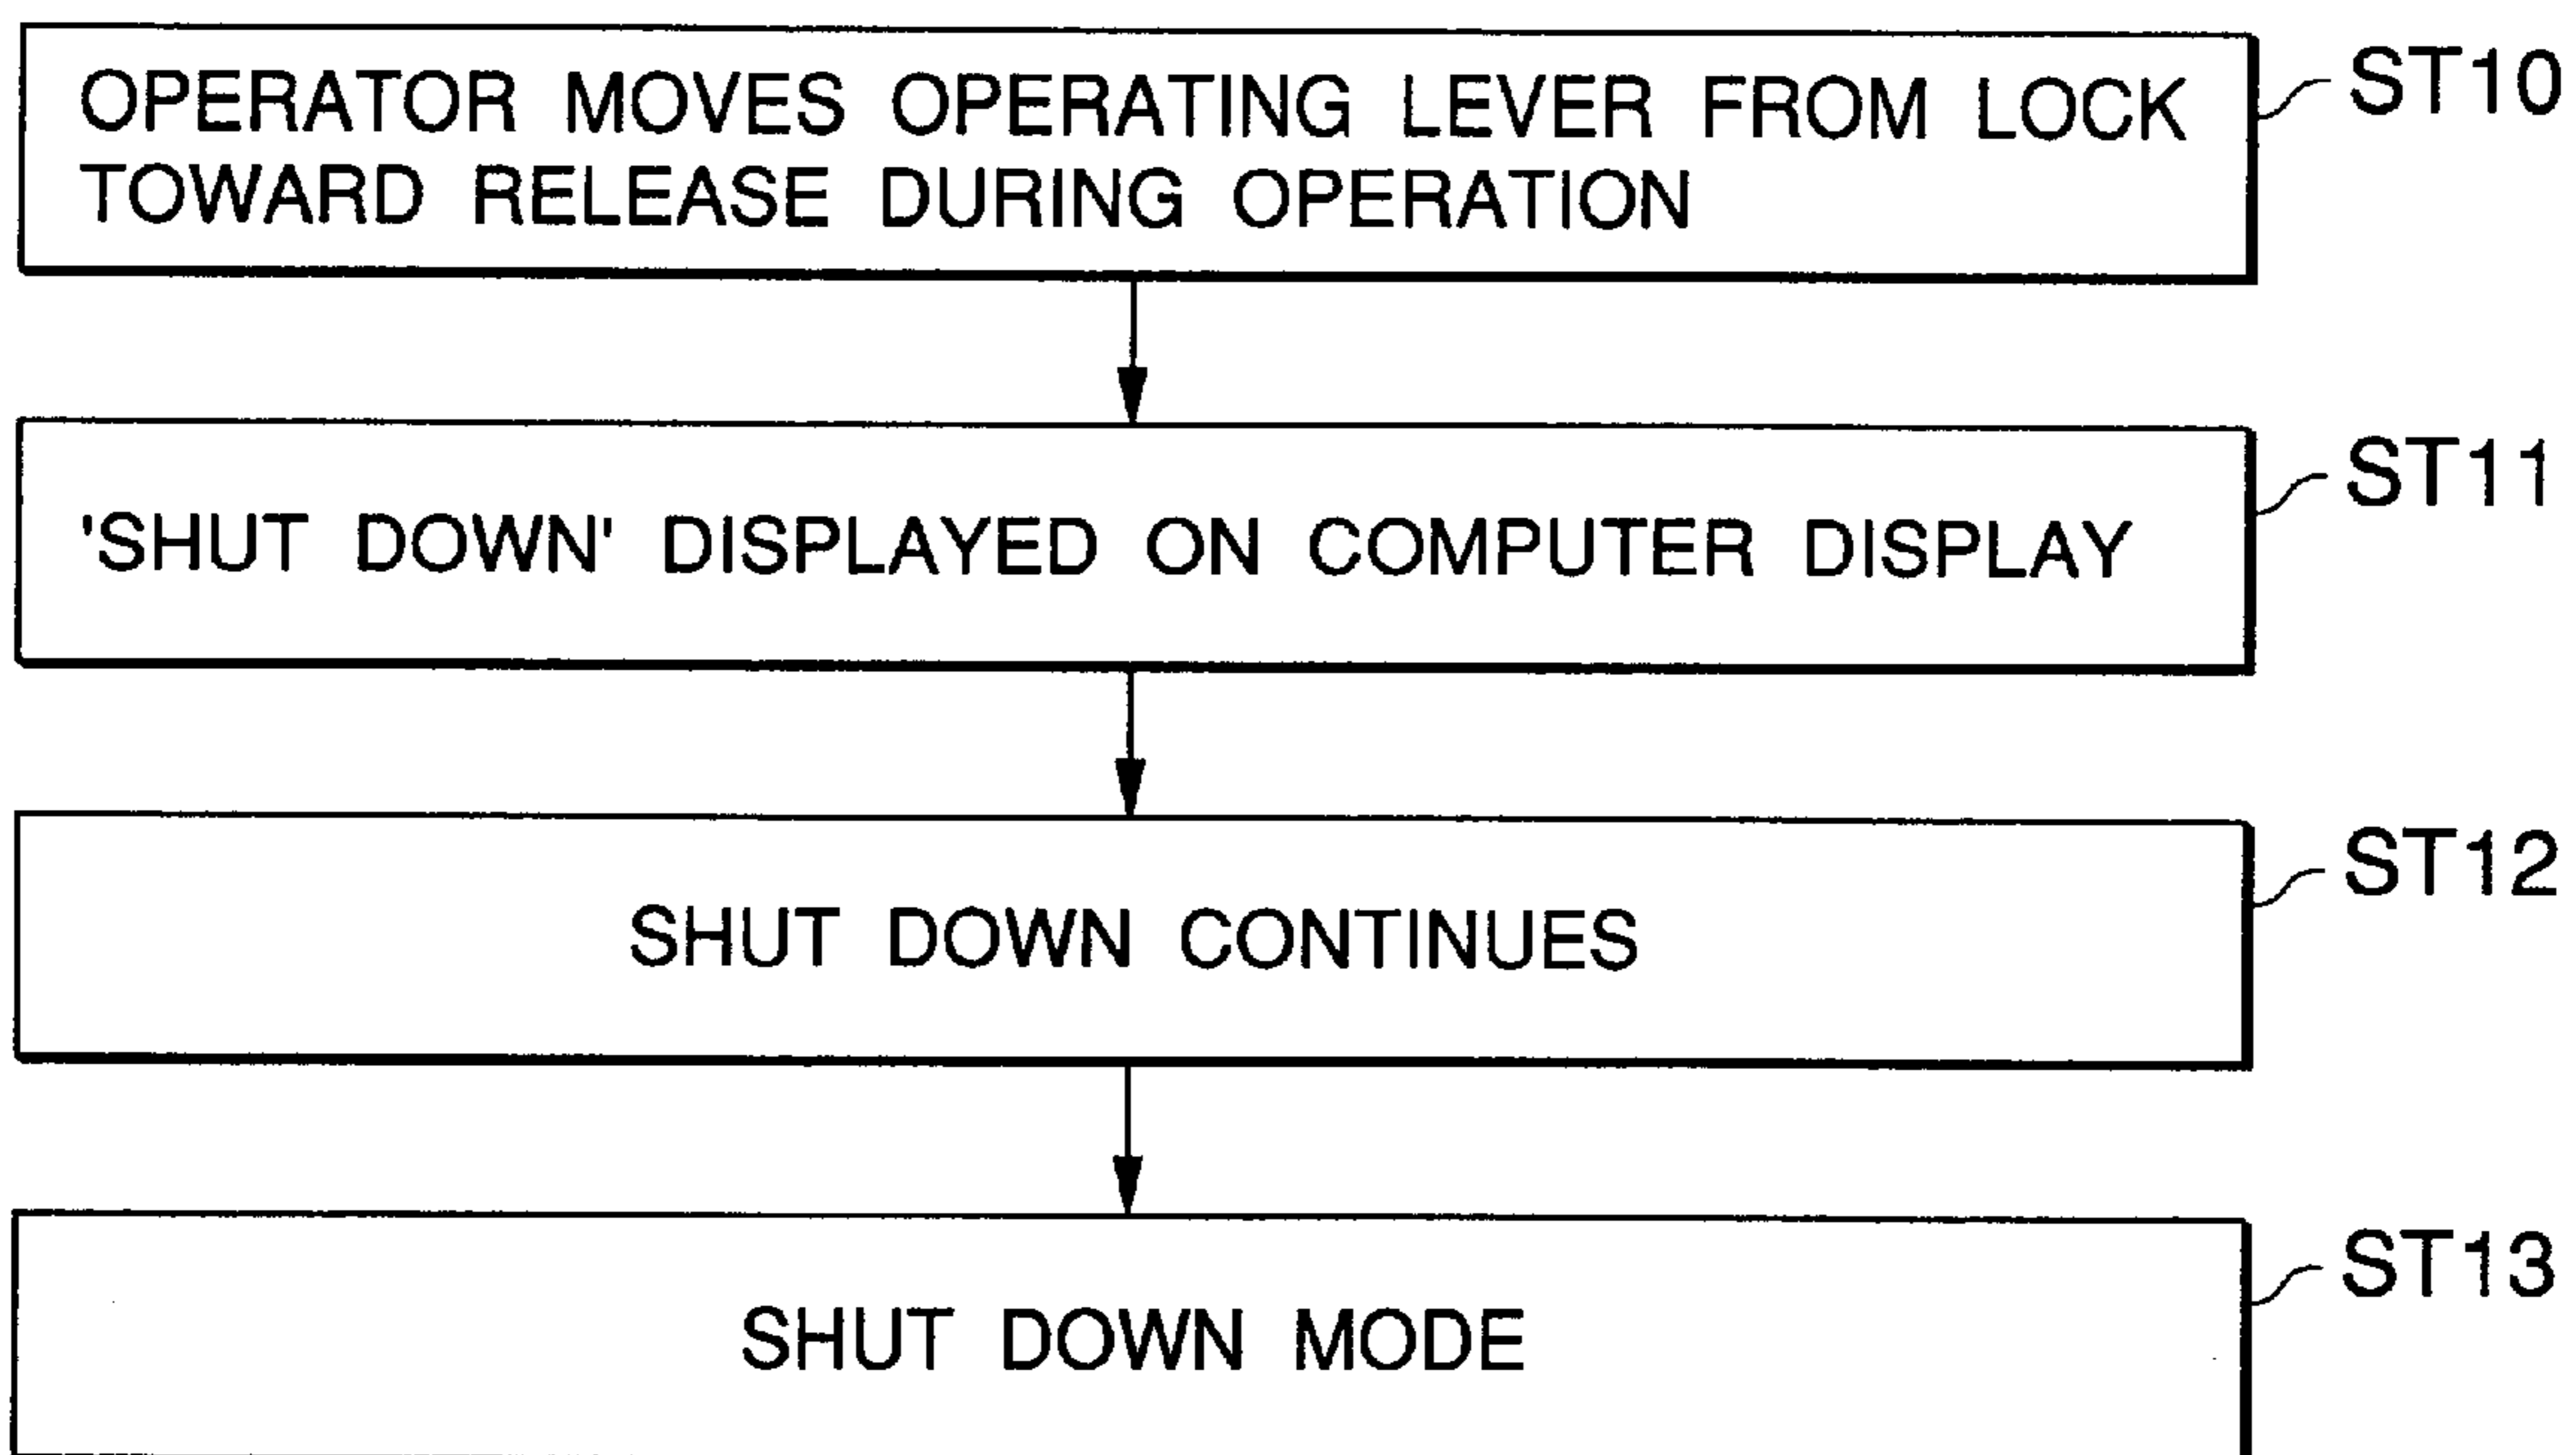 OPERATOR MOVES OPERATING LEVER FROM LOCK
TOWARD RELEASE DURING OPERATION
ST10
'SHUT DOWN' DISPLAYED ON COMPUTER DISPLAY
ST11
SHUT DOWN CONTINUES
ST12
SHUT DOWN MODE
ST13